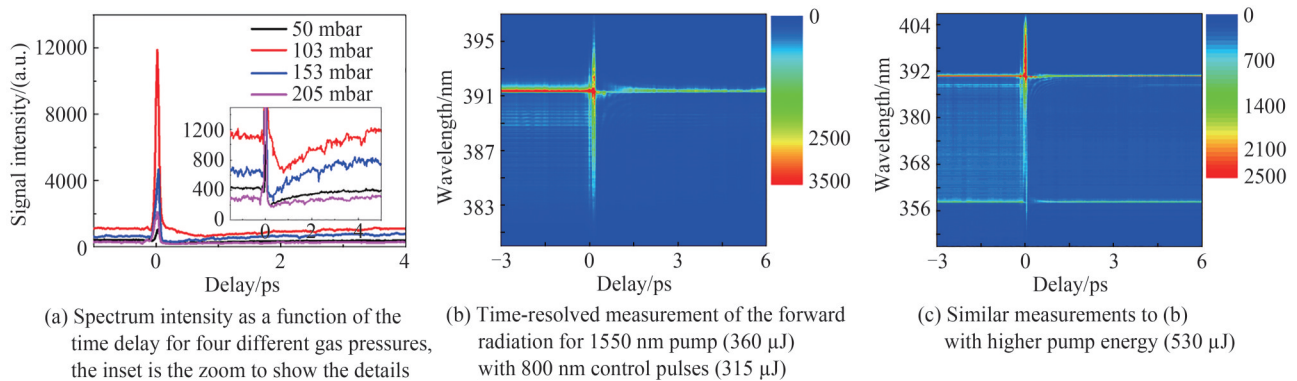 (a)
Signal intensity/(a.u.)
12000
8000
4000
0
50 mbar
103 mbar
153 mbar
205 mbar
1200
800
400
0
0 2 4
0 2 4
Delay/ps
(a) Spectrum intensity as a function of the
time delay for four different gas pressures,
the inset is the zoom to show the details
(b)
Wavelength/nm
395
391
387
383
−3 0 3 6
Delay/ps
0
2500
3500
(b) Time-resolved measurement of the forward
radiation for 1550 nm pump (360 μJ)
with 800 nm control pulses (315 μJ)
(c)
Wavelength/nm
404
392
380
368
356
−3 0 3 6
Delay/ps
0
700
1400
2100
2500
(c) Similar measurements to (b)
with higher pump energy (530 μJ)